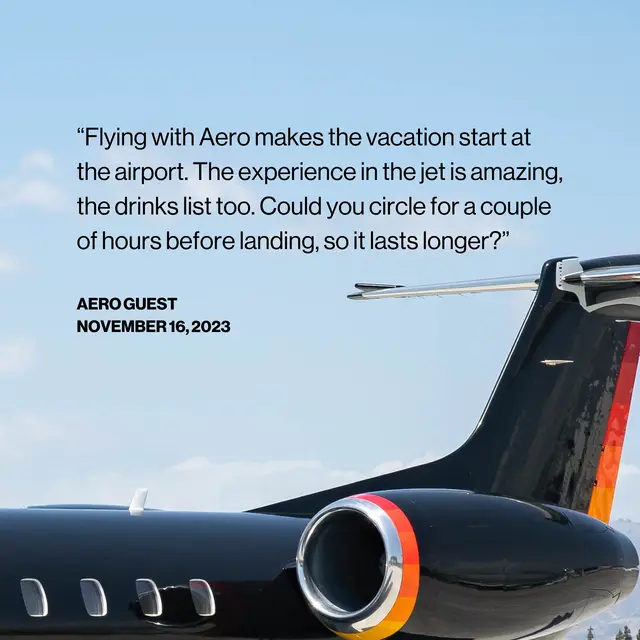 “Flying with Aero makes the vacation start at
the airport. The experience in the jet is amazing,
the drinks list too. Could you circle for a couple
of hours before landing, so it lasts longer?”
AERO GUEST
NOVEMBER 16, 2023